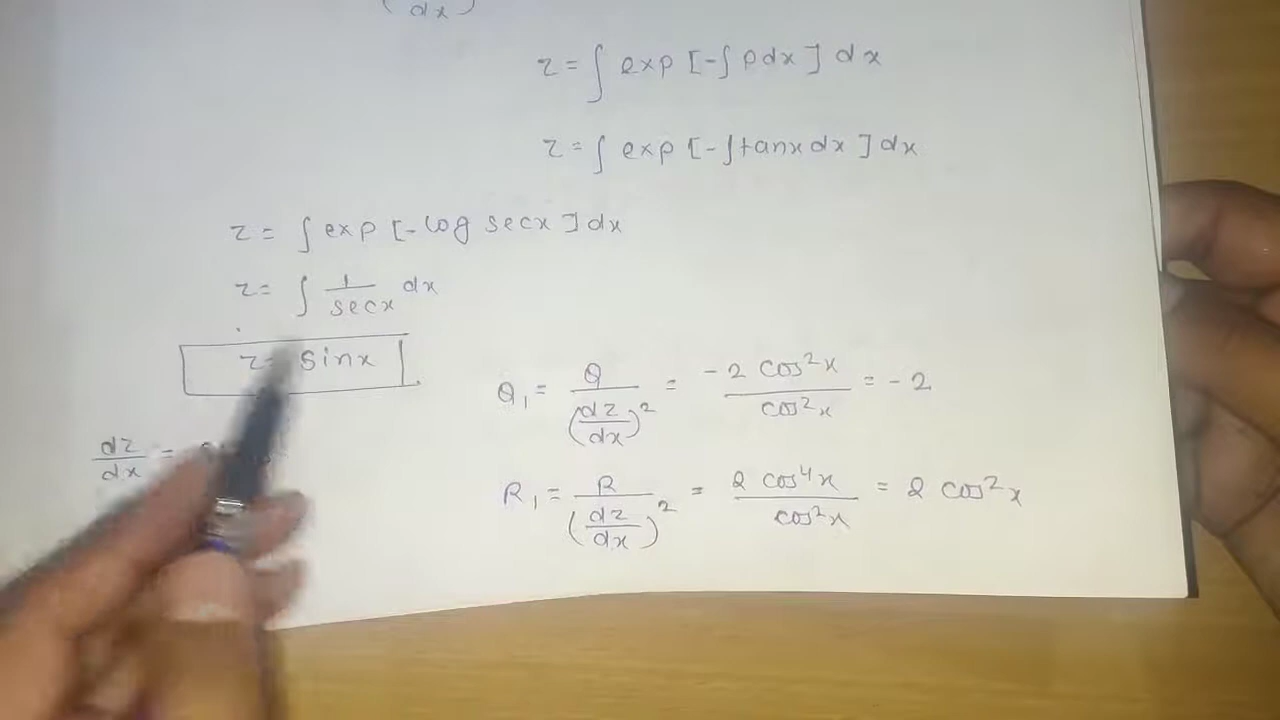 dx )
z = ∫ exp [-∫ pdx ] dx
z = ∫ exp [-∫tanx dx ] dx
z = ∫ exp [-log secx ] dx
z = ∫ 1/secx dx
z = sinx
Q₁ = Q/(dz/dx)² = -2 cos²x/cos²x = -2
dz/dx =
R₁ = R/(dz/dx)² = 2 cos⁴x/cos²x = 2 cos²x